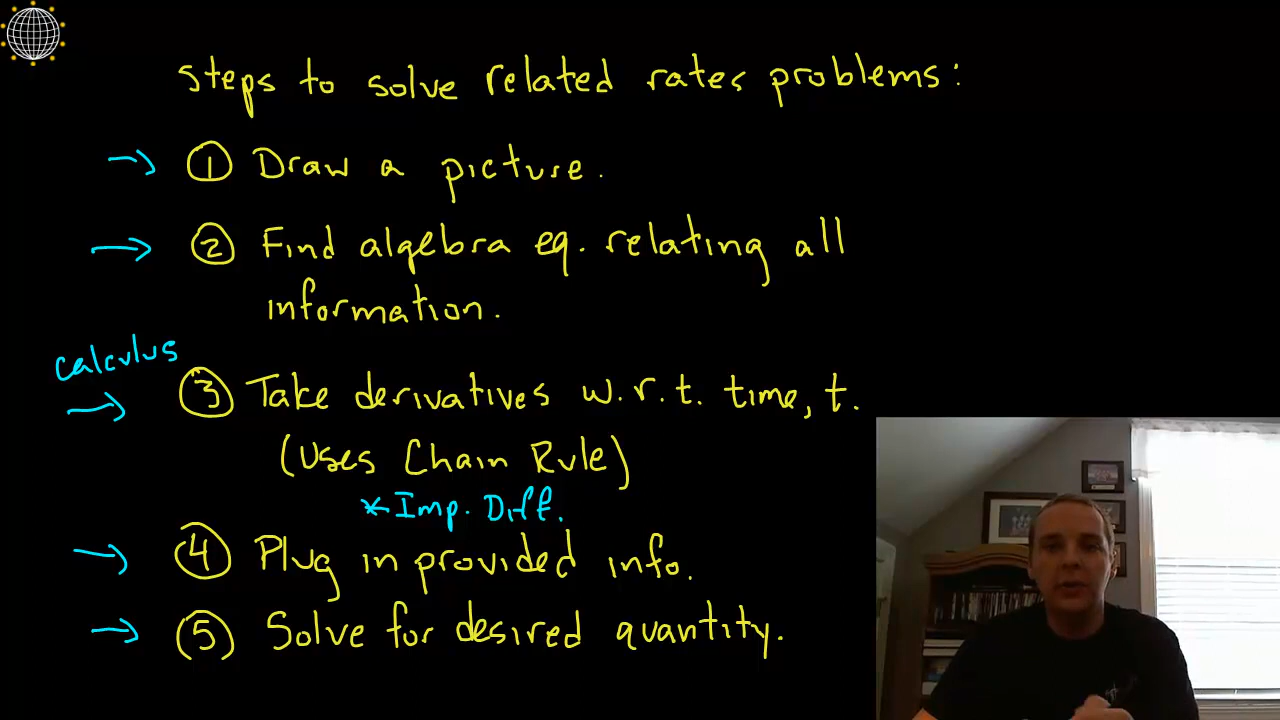 Steps to solve related rates problems:
→ ① Draw a picture.
→ ② Find algebra eq. relating all
information.
calculus
→ ③ Take derivatives w.r.t. time, t.
(Uses Chain Rule)
*Imp. Diff.
→ ④ Plug in provided info.
→ ⑤ Solve for desired quantity.